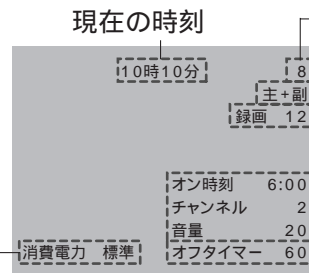 現在の時刻
10時10分 8
主+副
録画 12
オン時刻 6:00
チャンネル 2
音量 20
消費電力 標準 オフタイマー 60